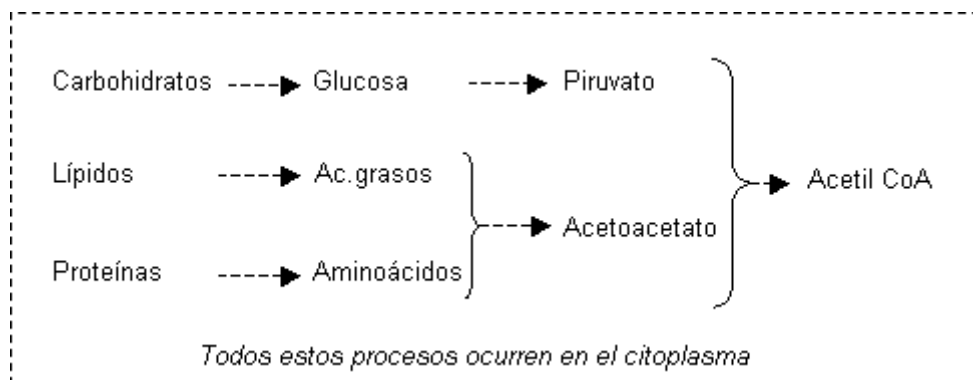 Carbohidratos Glucosa Piruvato
Lípidos Ac.grasos
Acetil CoA
Acetoacetato
Proteínas Aminoácidos
Todos estos procesos ocurren en el citoplasma